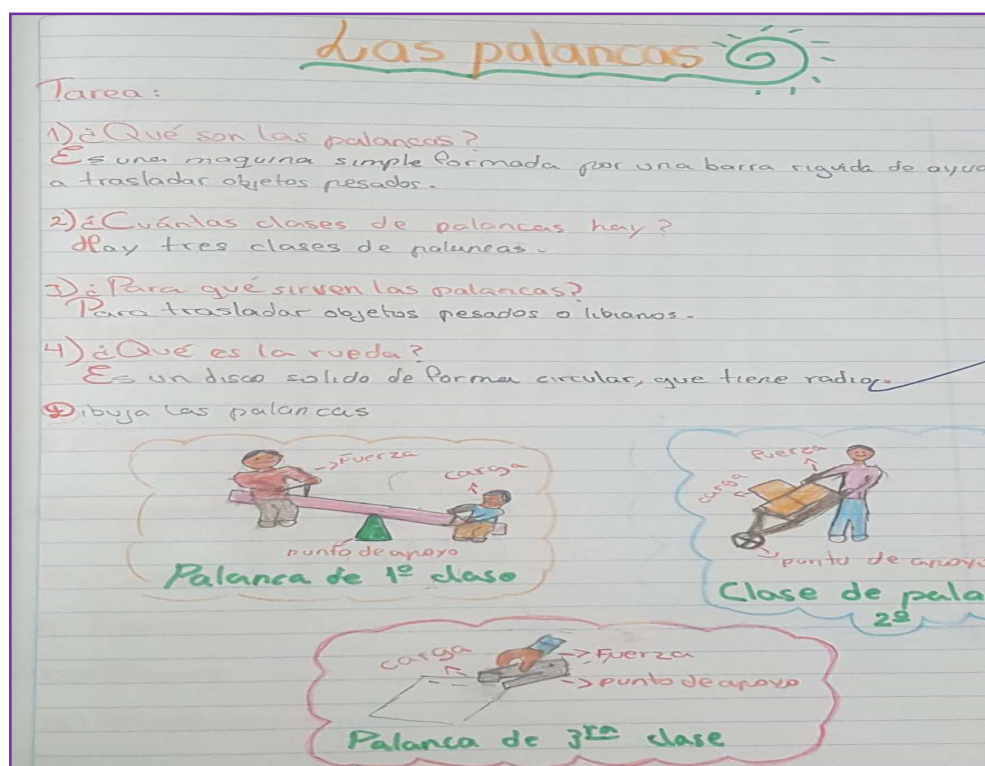 Las palancas
Tarea:
1) ¿Qué son las palancas?
Es una maquina simple formada por una barra riguida de ayud
a trasladar objetos pesados.
2) ¿Cuántas clases de palancas hay?
Hay tres clases de palancas.
3) ¿Para qué sirven las palancas?
Para trasladar objetos pesados o libianos.
4) ¿Qué es la rueda?
Es un disco solido de forma circular, que tiene radio.
Dibuja las palancas
Fuerza
carga
punto de apoyo
Palanca de 1º clase
fuerza
carga
punto de apoyo
Clase de pala
2º
carga
Fuerza
punto de apoyo
Palanca de 3ra clase